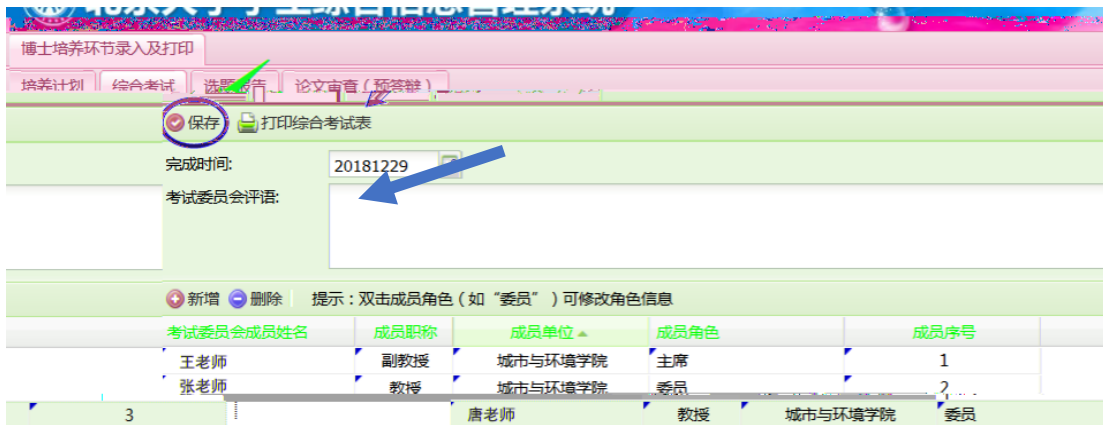 博士培养环节录入及打印
培养计划 综合考试 选题报告 论文审查（预答辩）
保存 打印综合考试表
完成时间: 20181229
考试委员会评语:
新增 删除 提示：双击成员角色（如“委员”）可修改角色信息
考试委员会成员姓名 成员职称 成员单位 成员角色 成员序号
王老师 副教授 城市与环境学院 主席 1
张老师 教授 城市与环境学院 委员 2
3 唐老师 教授 城市与环境学院 委员